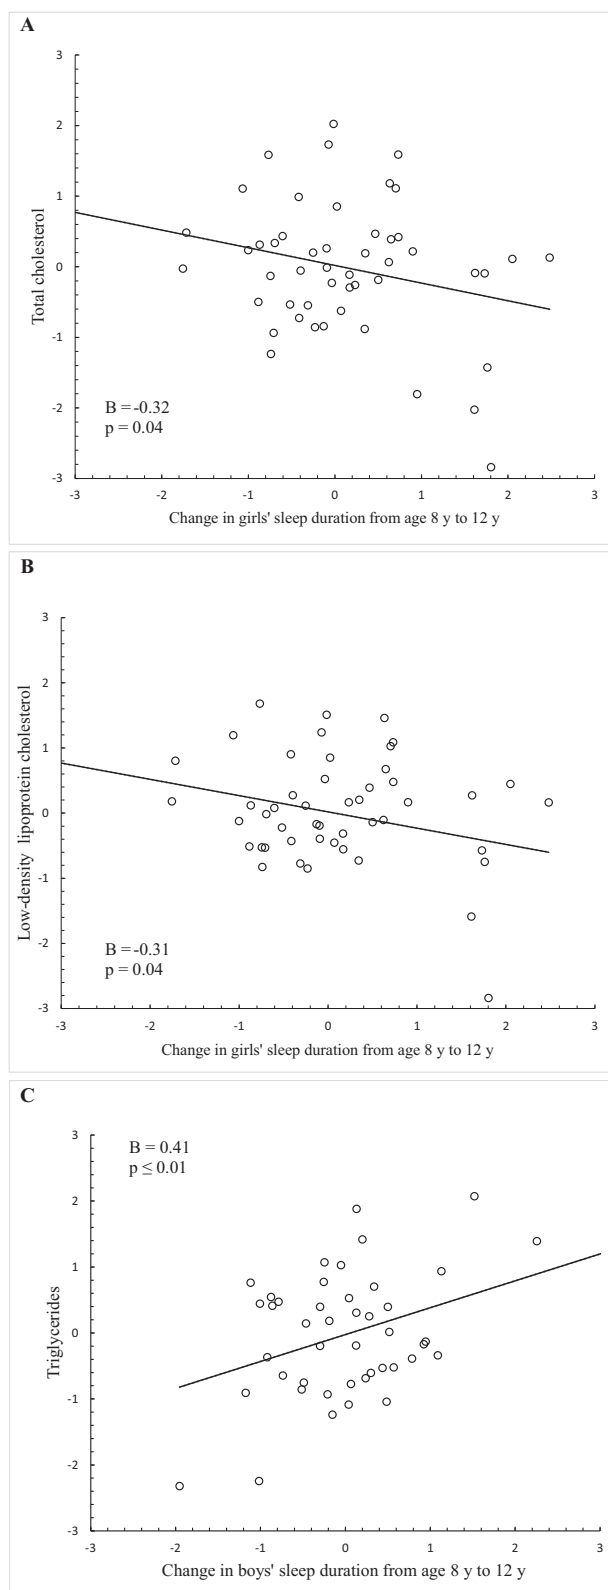 A
3
2
1
0
-1
-2
-3
-3
-2
-1
0
1
2
3
Total cholesterol
B = -0.32
p = 0.04
Change in girls' sleep duration from age 8 y to 12 y
B
3
2
1
0
-1
-2
-3
-3
-2
-1
0
1
2
3
Low-density lipoprotein cholesterol
B = -0.31
p = 0.04
Change in girls' sleep duration from age 8 y to 12 y
C
3
2
1
0
-1
-2
-3
-3
-2
-1
0
1
2
3
Triglycerides
B = 0.41
p ≤ 0.01
Change in boys' sleep duration from age 8 y to 12 y